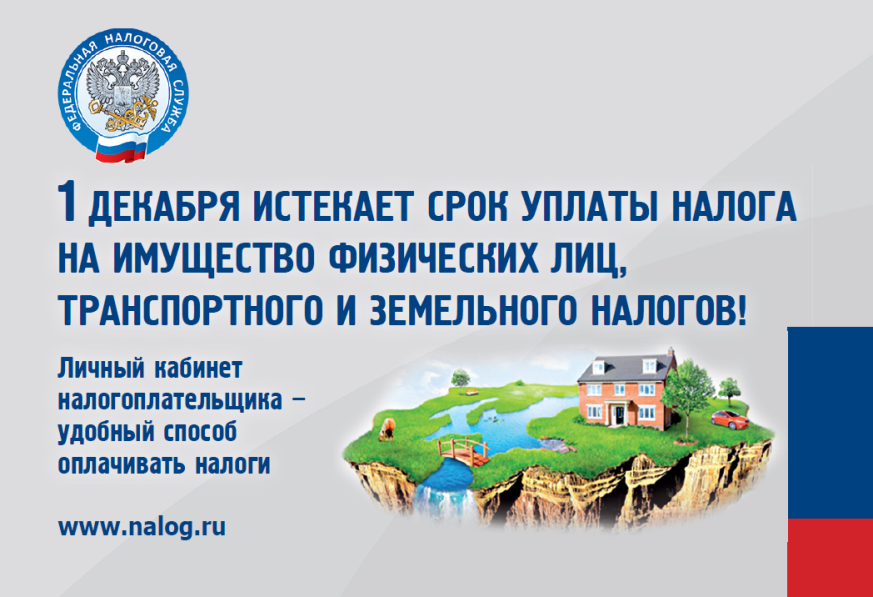 ФЕДЕРАЛЬНАЯ НАЛОГОВАЯ СЛУЖБА
1 ДЕКАБРЯ ИСТЕКАЕТ СРОК УПЛАТЫ НАЛОГА
НА ИМУЩЕСТВО ФИЗИЧЕСКИХ ЛИЦ,
ТРАНСПОРТНОГО И ЗЕМЕЛЬНОГО НАЛОГОВ!
Личный кабинет
налогоплательщика –
удобный способ
оплачивать налоги
www.nalog.ru